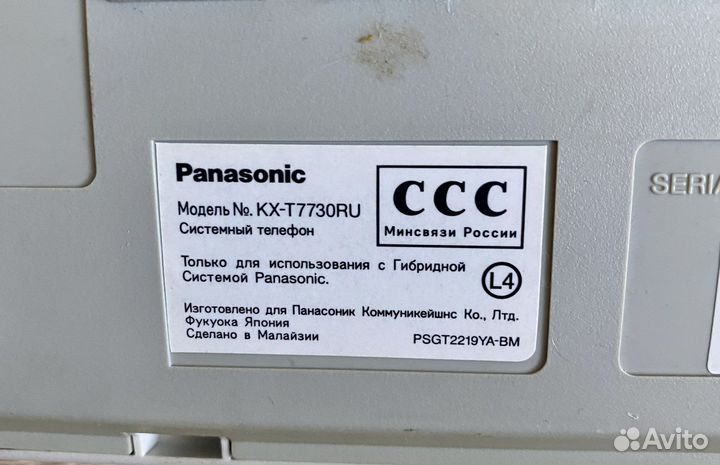 Panasonic
Модель №. KX-T7730RU
Системный телефон
ССС
Минсвязи России
Только для использования с Гибридной
Системой Panasonic.
L4
Изготовлено для Панасоник Коммуникейшнс Ко., Лтд.
Фукуока Япония
Сделано в Малайзии
PSGT2219YA-BM
SERIA
Avito